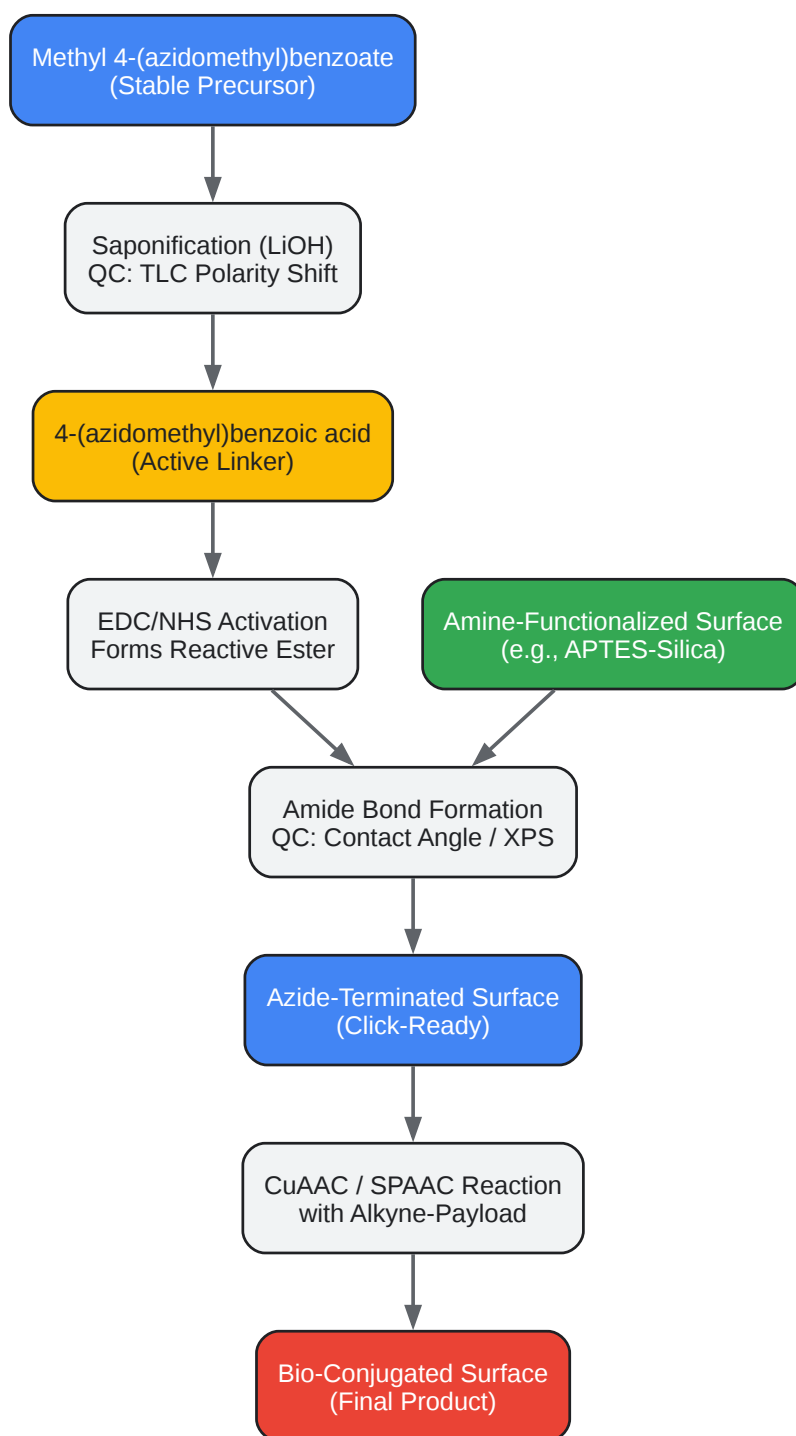 Methyl 4-(azidomethyl)benzoate
(Stable Precursor)
Saponification (LiOH)
QC: TLC Polarity Shift
4-(azidomethyl)benzoic acid
(Active Linker)
EDC/NHS Activation
Forms Reactive Ester
Amine-Functionalized Surface
(e.g., APTES-Silica)
Amide Bond Formation
QC: Contact Angle / XPS
Azide-Terminated Surface
(Click-Ready)
CuAAC / SPAAC Reaction
with Alkyne-Payload
Bio-Conjugated Surface
(Final Product)